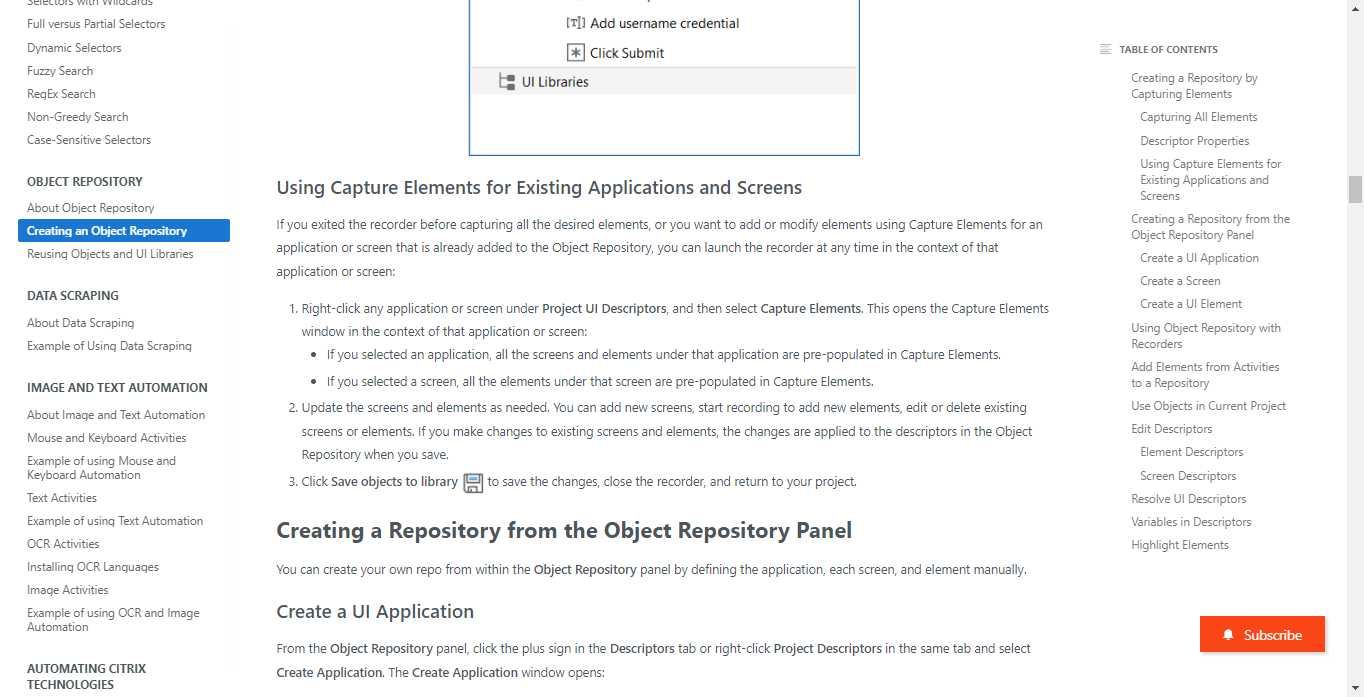 Selectors with Wildcards
Full versus Partial Selectors
Dynamic Selectors
Fuzzy Search
RegEx Search
Non-Greedy Search
Case-Sensitive Selectors
OBJECT REPOSITORY
About Object Repository
Creating an Object Repository
Reusing Objects and UI Libraries
DATA SCRAPING
About Data Scraping
Example of Using Data Scraping
IMAGE AND TEXT AUTOMATION
About Image and Text Automation
Mouse and Keyboard Activities
Example of using Mouse and
Keyboard Automation
Text Activities
Example of using Text Automation
OCR Activities
Installing OCR Languages
Image Activities
Example of using OCR and Image
Automation
AUTOMATING CITRIX
TECHNOLOGIES
Add username credential
Click Submit
UI Libraries
Using Capture Elements for Existing Applications and Screens
If you exited the recorder before capturing all the desired elements, or you want to add or modify elements using Capture Elements for an
application or screen that is already added to the Object Repository, you can launch the recorder at any time in the context of that
application or screen:
1. Right-click any application or screen under Project UI Descriptors, and then select Capture Elements. This opens the Capture Elements
window in the context of that application or screen:
• If you selected an application, all the screens and elements under that application are pre-populated in Capture Elements.
• If you selected a screen, all the elements under that screen are pre-populated in Capture Elements.
2. Update the screens and elements as needed. You can add new screens, start recording to add new elements, edit or delete existing
screens or elements. If you make changes to existing screens and elements, the changes are applied to the descriptors in the Object
Repository when you save.
3. Click Save objects to library to save the changes, close the recorder, and return to your project.
Creating a Repository from the Object Repository Panel
You can create your own repo from within the Object Repository panel by defining the application, each screen, and element manually.
Create a UI Application
From the Object Repository panel, click the plus sign in the Descriptors tab or right-click Project Descriptors in the same tab and select
Create Application. The Create Application window opens:
TABLE OF CONTENTS
Creating a Repository by
Capturing Elements
Capturing All Elements
Descriptor Properties
Using Capture Elements for
Existing Applications and
Screens
Creating a Repository from the
Object Repository Panel
Create a UI Application
Create a Screen
Create a UI Element
Using Object Repository with
Recorders
Add Elements from Activities
to a Repository
Use Objects in Current Project
Edit Descriptors
Element Descriptors
Screen Descriptors
Resolve UI Descriptors
Variables in Descriptors
Highlight Elements
Subscribe